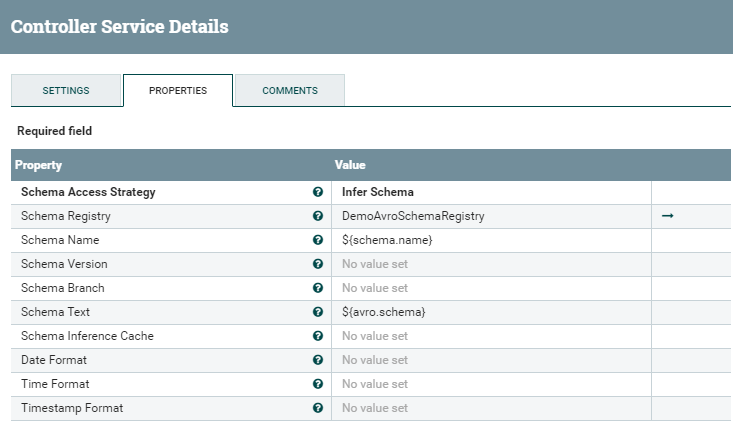 Controller Service Details
SETTINGS PROPERTIES COMMENTS
Required field
Property Value
Schema Access Strategy Infer Schema
Schema Registry DemoAvroSchemaRegistry
Schema Name ${schema.name}
Schema Version No value set
Schema Branch No value set
Schema Text ${avro.schema}
Schema Inference Cache No value set
Date Format No value set
Time Format No value set
Timestamp Format No value set